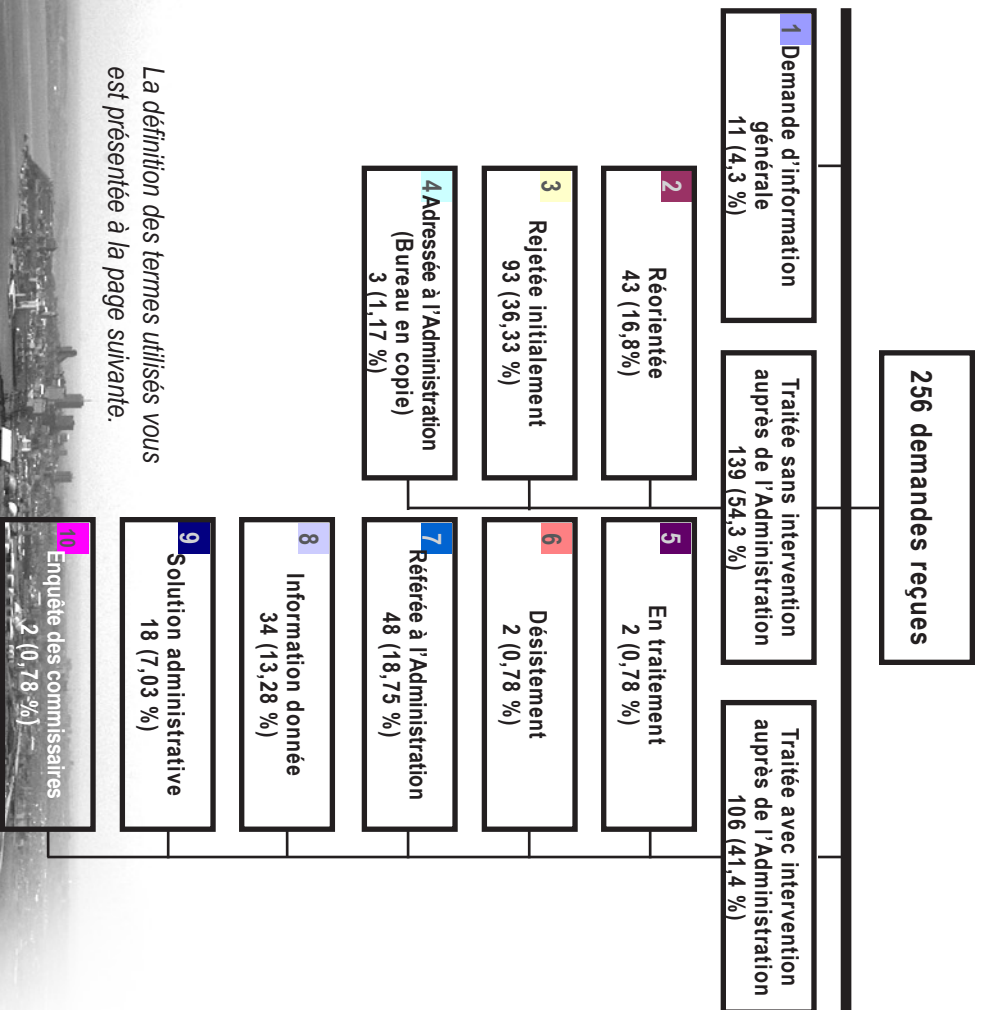 256 demandes reçues
1 Demande d'information
générale
11 (4,3 %)
Traitée sans intervention
auprès de l'Administration
139 (54,3 %)
Traitée avec intervention
auprès de l'Administration
106 (41,4 %)
2
Réorientée
43 (16,8%)
3
Rejetée initialement
93 (36,33 %)
4 Adressée à l'Administration
(Bureau en copie)
3 (1,17 %)
5
En traitement
2 (0,78 %)
6
Désistement
2 (0,78 %)
7
Référée à l'Administration
48 (18,75 %)
8
Information donnée
34 (13,28 %)
9
Solution administrative
18 (7,03 %)
10
Enquête des commissaires
2 (0,78 %)
La définition des termes utilisés vous
est présentée à la page suivante.